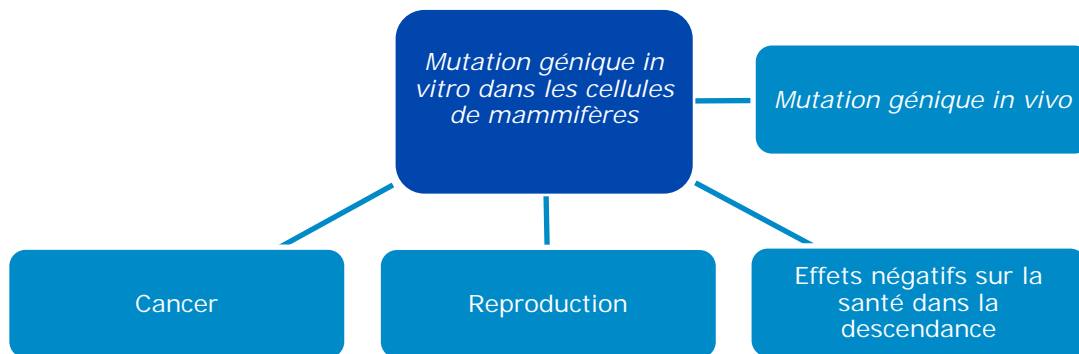 Mutation génique in
vitro dans les cellules
de mammifères
Mutation génique in vivo
Cancer
Reproduction
Effets négatifs sur la
santé dans la
descendance